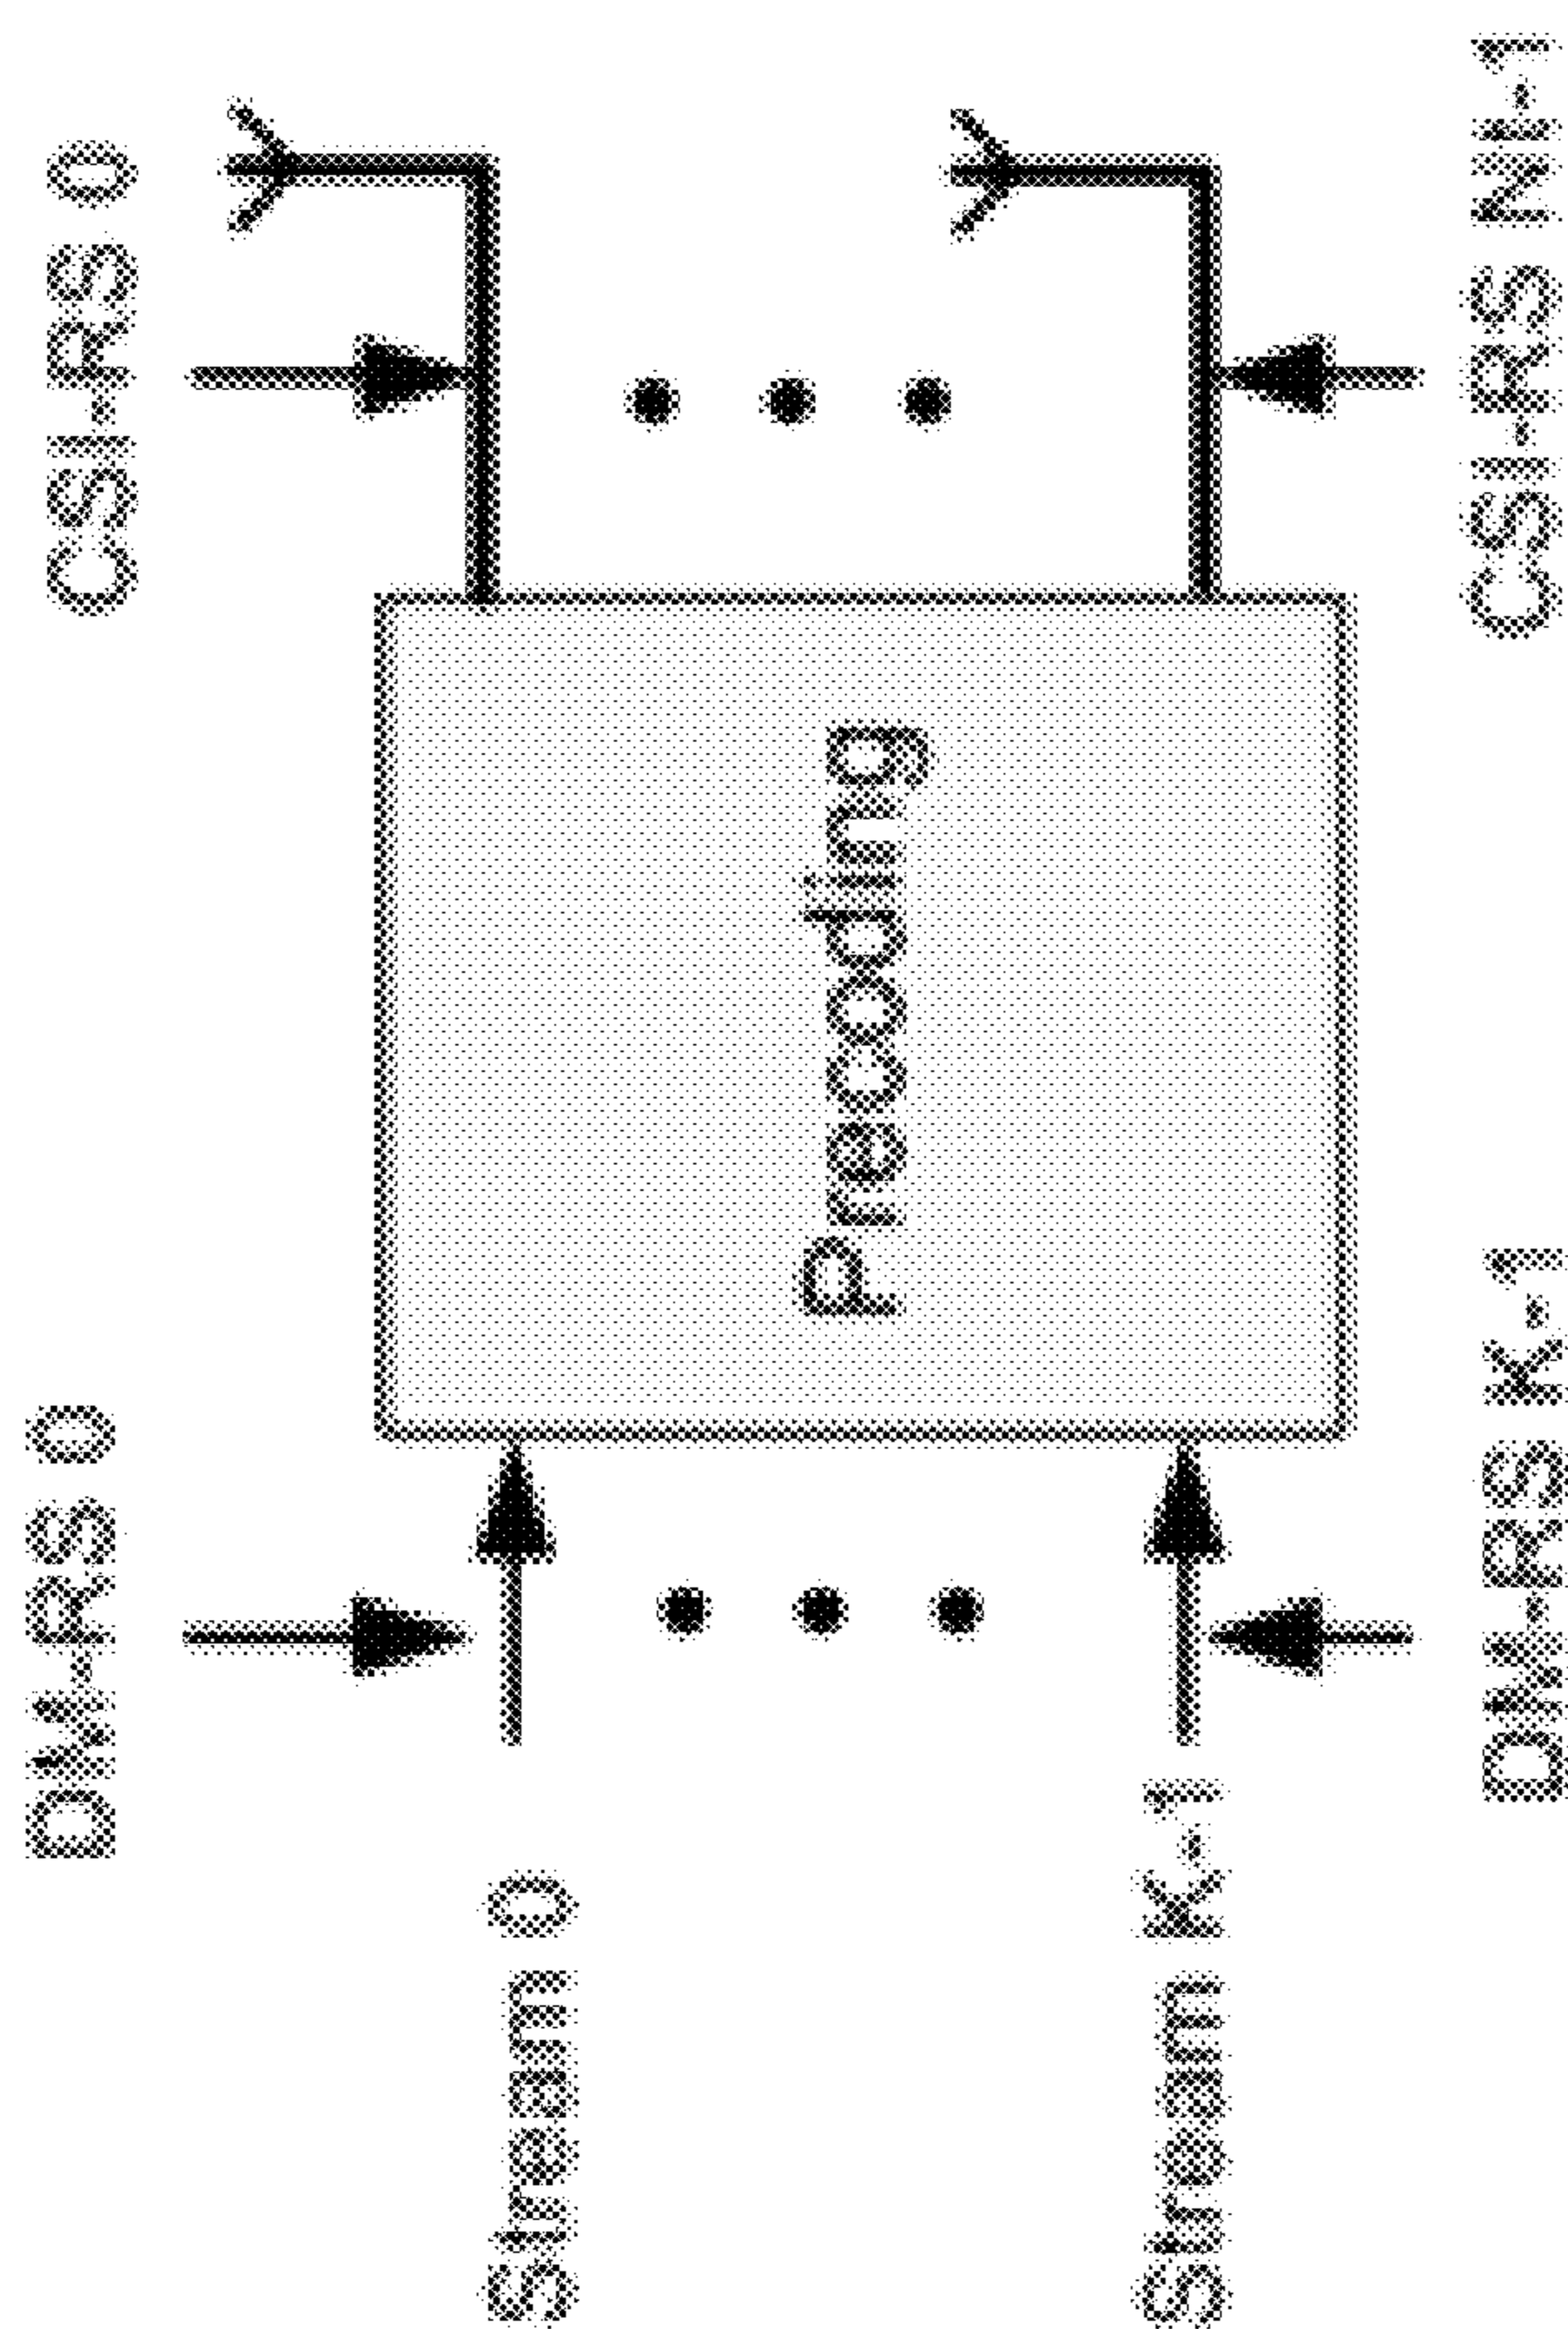 DM-RS 0
CSI-RS 0
Stream 0
Precoding
Stream K-1
DM-RS K-1
CSI-RS Nt-1